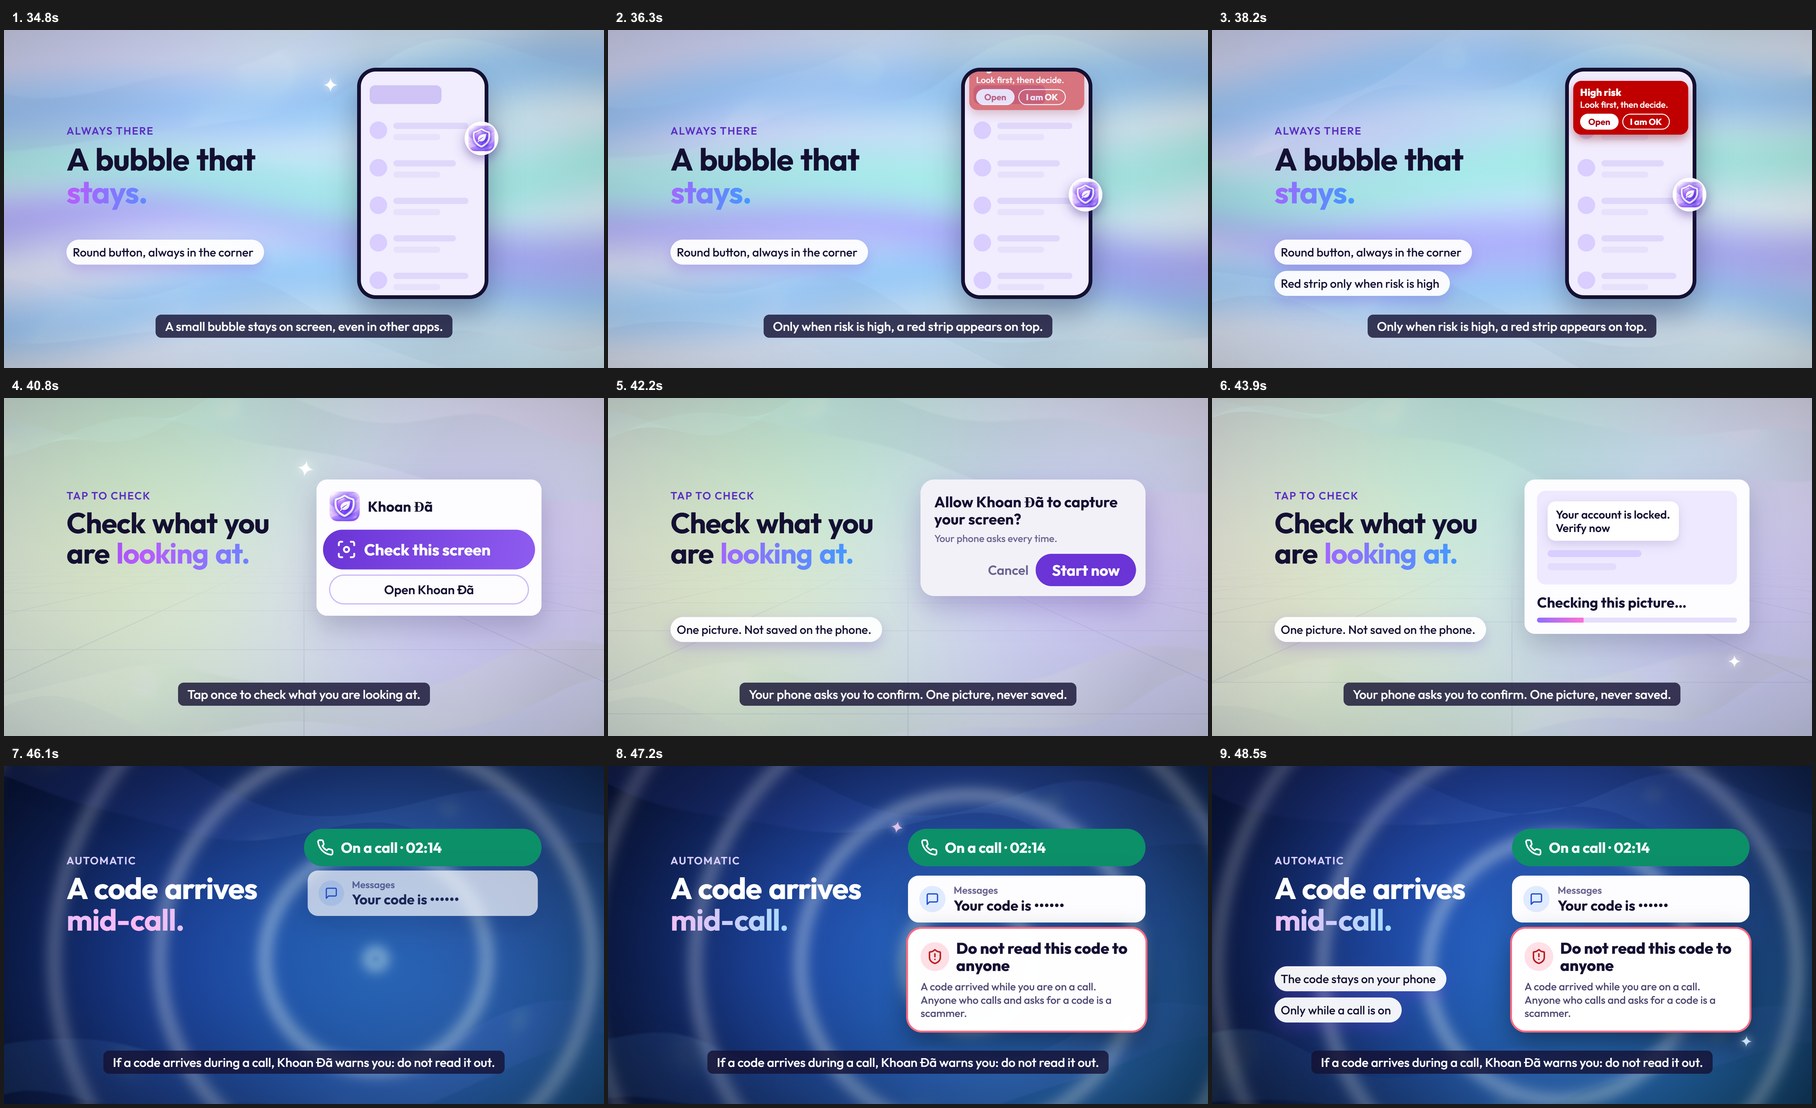 1. 34.8s
ALWAYS THERE
A bubble that
stays.
Round button, always in the corner
A small bubble stays on screen, even in other apps.
2. 36.3s
Look first, then decide.
Open
I am OK
ALWAYS THERE
A bubble that
stays.
Round button, always in the corner
Only when risk is high, a red strip appears on top.
3. 38.2s
High risk
Look first, then decide.
Open
I am OK
ALWAYS THERE
A bubble that
stays.
Round button, always in the corner
Red strip only when risk is high
Only when risk is high, a red strip appears on top.
4. 40.8s
TAP TO CHECK
Check what you
are looking at.
Khoan Đã
Check this screen
Open Khoan Đã
Tap once to check what you are looking at.
5. 42.2s
TAP TO CHECK
Check what you
are looking at.
Allow Khoan Đã to capture
your screen?
Your phone asks every time.
Cancel
Start now
One picture. Not saved on the phone.
Your phone asks you to confirm. One picture, never saved.
6. 43.9s
TAP TO CHECK
Check what you
are looking at.
Your account is locked.
Verify now
Checking this picture...
One picture. Not saved on the phone.
Your phone asks you to confirm. One picture, never saved.
7. 46.1s
AUTOMATIC
A code arrives
mid-call.
On a call · 02:14
Messages
Your code is ••••••
If a code arrives during a call, Khoan Đã warns you: do not read it out.
8. 47.2s
AUTOMATIC
A code arrives
mid-call.
On a call · 02:14
Messages
Your code is ••••••
Do not read this code to
anyone
A code arrived while you are on a call.
Anyone who calls and asks for a code is a
scammer.
If a code arrives during a call, Khoan Đã warns you: do not read it out.
9. 48.5s
AUTOMATIC
A code arrives
mid-call.
The code stays on your phone
Only while a call is on
On a call · 02:14
Messages
Your code is ••••••
Do not read this code to
anyone
A code arrived while you are on a call.
Anyone who calls and asks for a code is a
scammer.
If a code arrives during a call, Khoan Đã warns you: do not read it out.